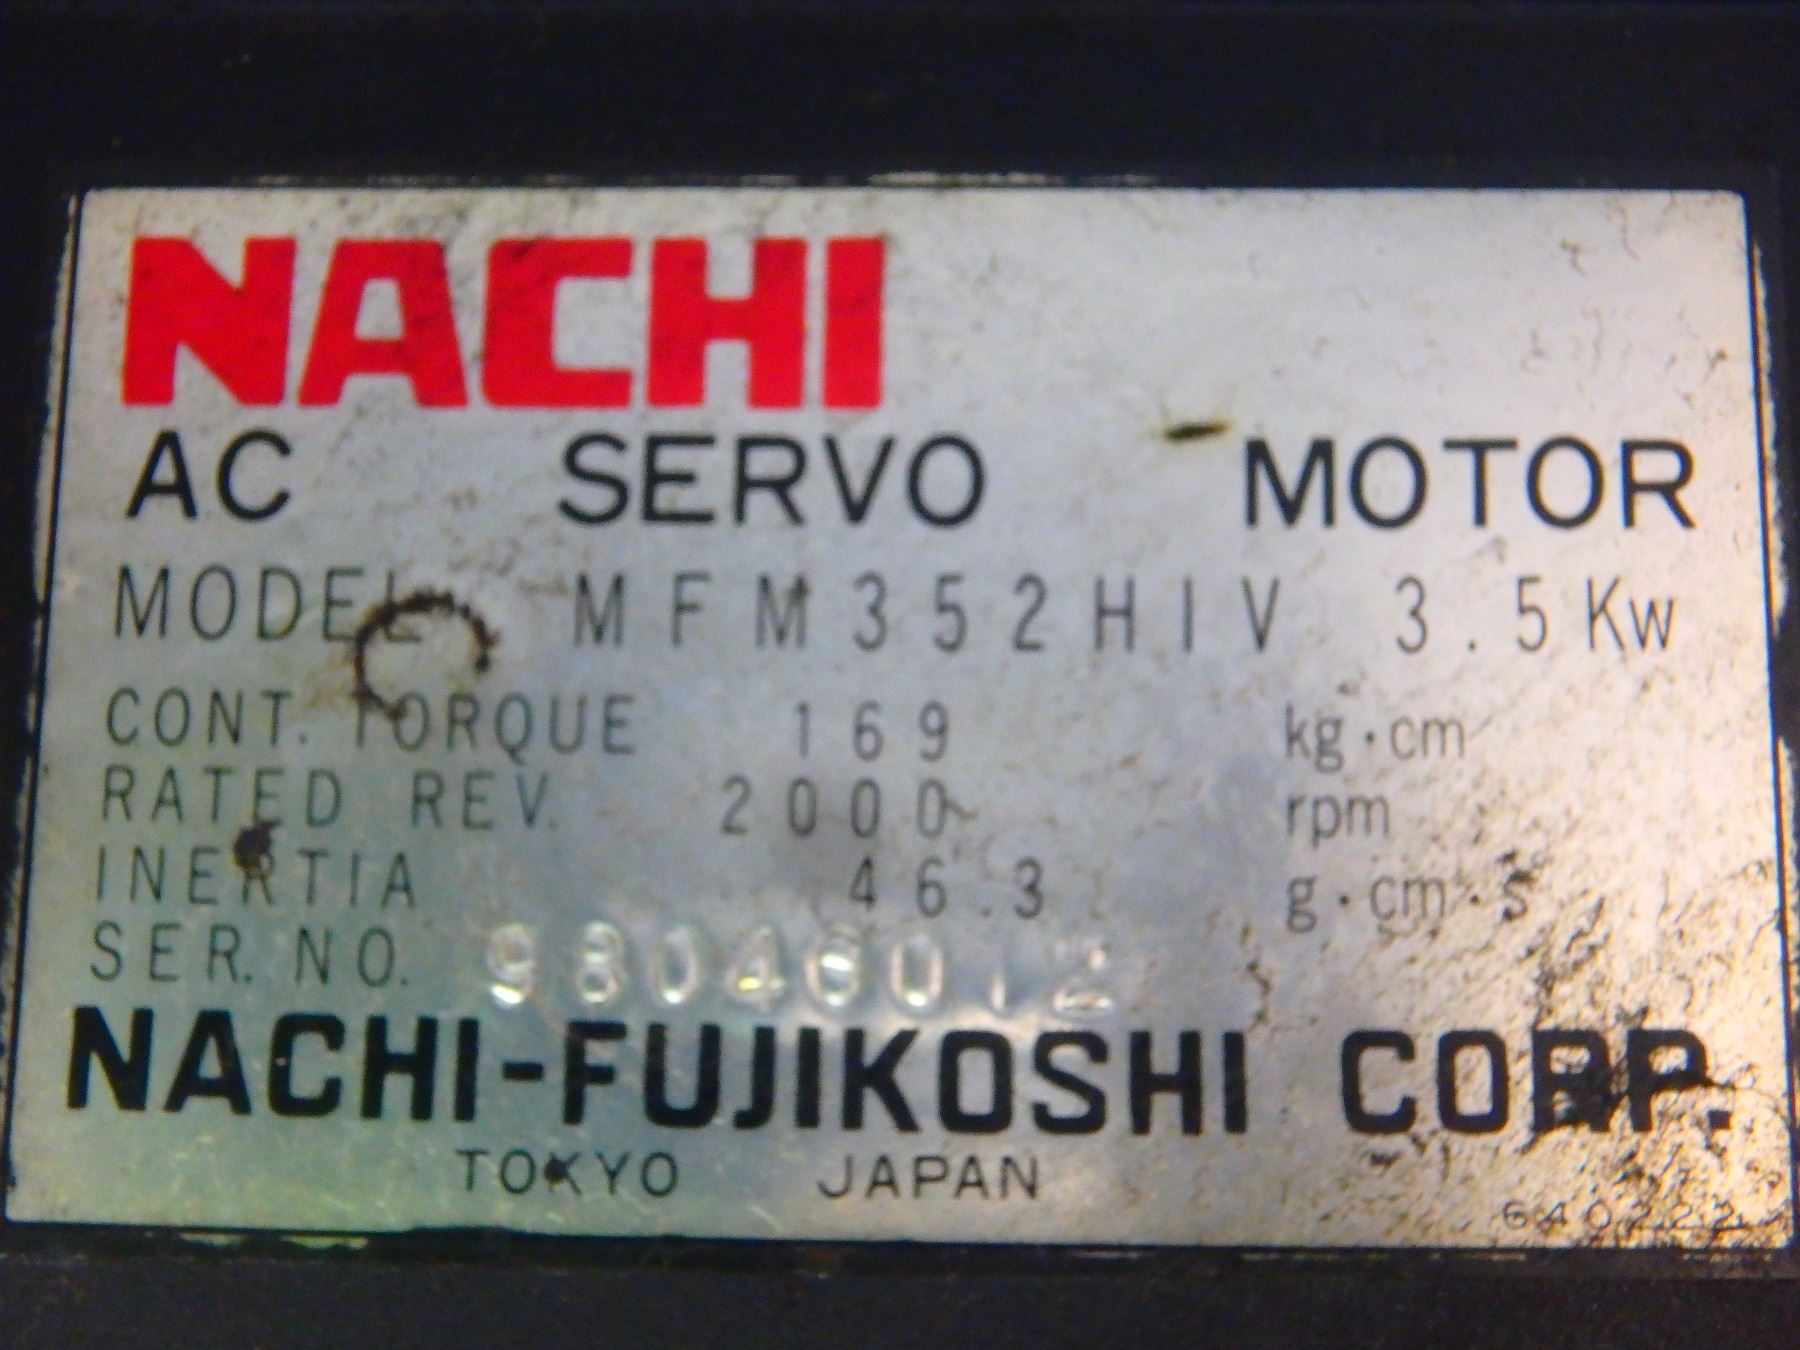 NACHI
AC SERVO MOTOR
MODEL MFM352HIV 3.5Kw
CONT. TORQUE 169 kg·cm
RATED REV. 2000 rpm
INERTIA 46.3 g·cm·s
SER. NO. 98046012
NACHI-FUJIKOSHI CORP.
TOKYO JAPAN